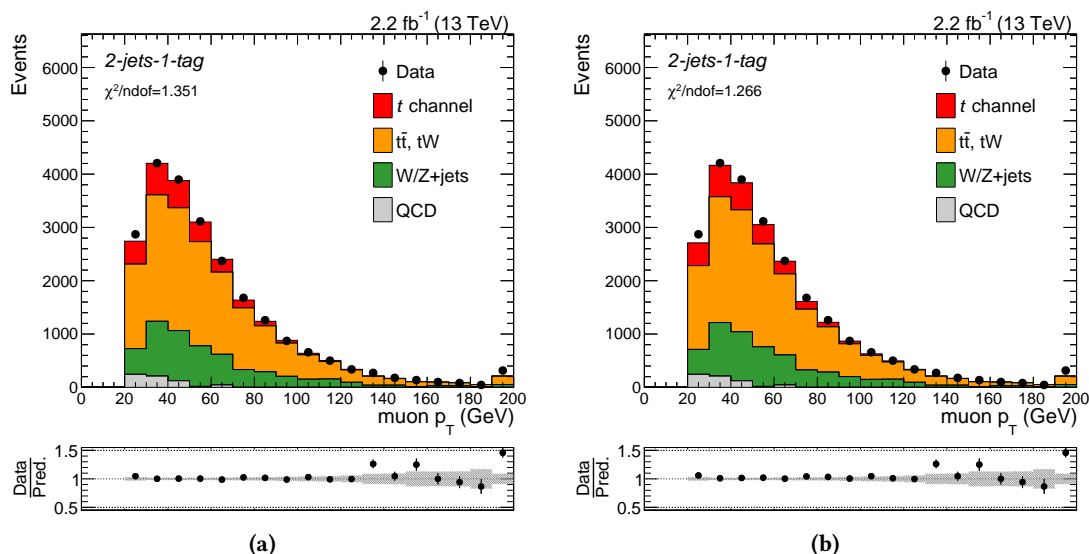 2.2 fb⁻¹ (13 TeV)
Events
6000
5000
4000
3000
2000
1000
0
2-jets-1-tag
χ²/ndof=1.351
Data
t channel
tt̄, tW
W/Z+jets
QCD
0 20 40 60 80 100 120 140 160 180 200
muon p_T (GeV)
Data
Pred.
1.5
1
0.5
(a)
2.2 fb⁻¹ (13 TeV)
Events
6000
5000
4000
3000
2000
1000
0
2-jets-1-tag
χ²/ndof=1.266
Data
t channel
tt̄, tW
W/Z+jets
QCD
0 20 40 60 80 100 120 140 160 180 200
muon p_T (GeV)
Data
Pred.
1.5
1
0.5
(b)